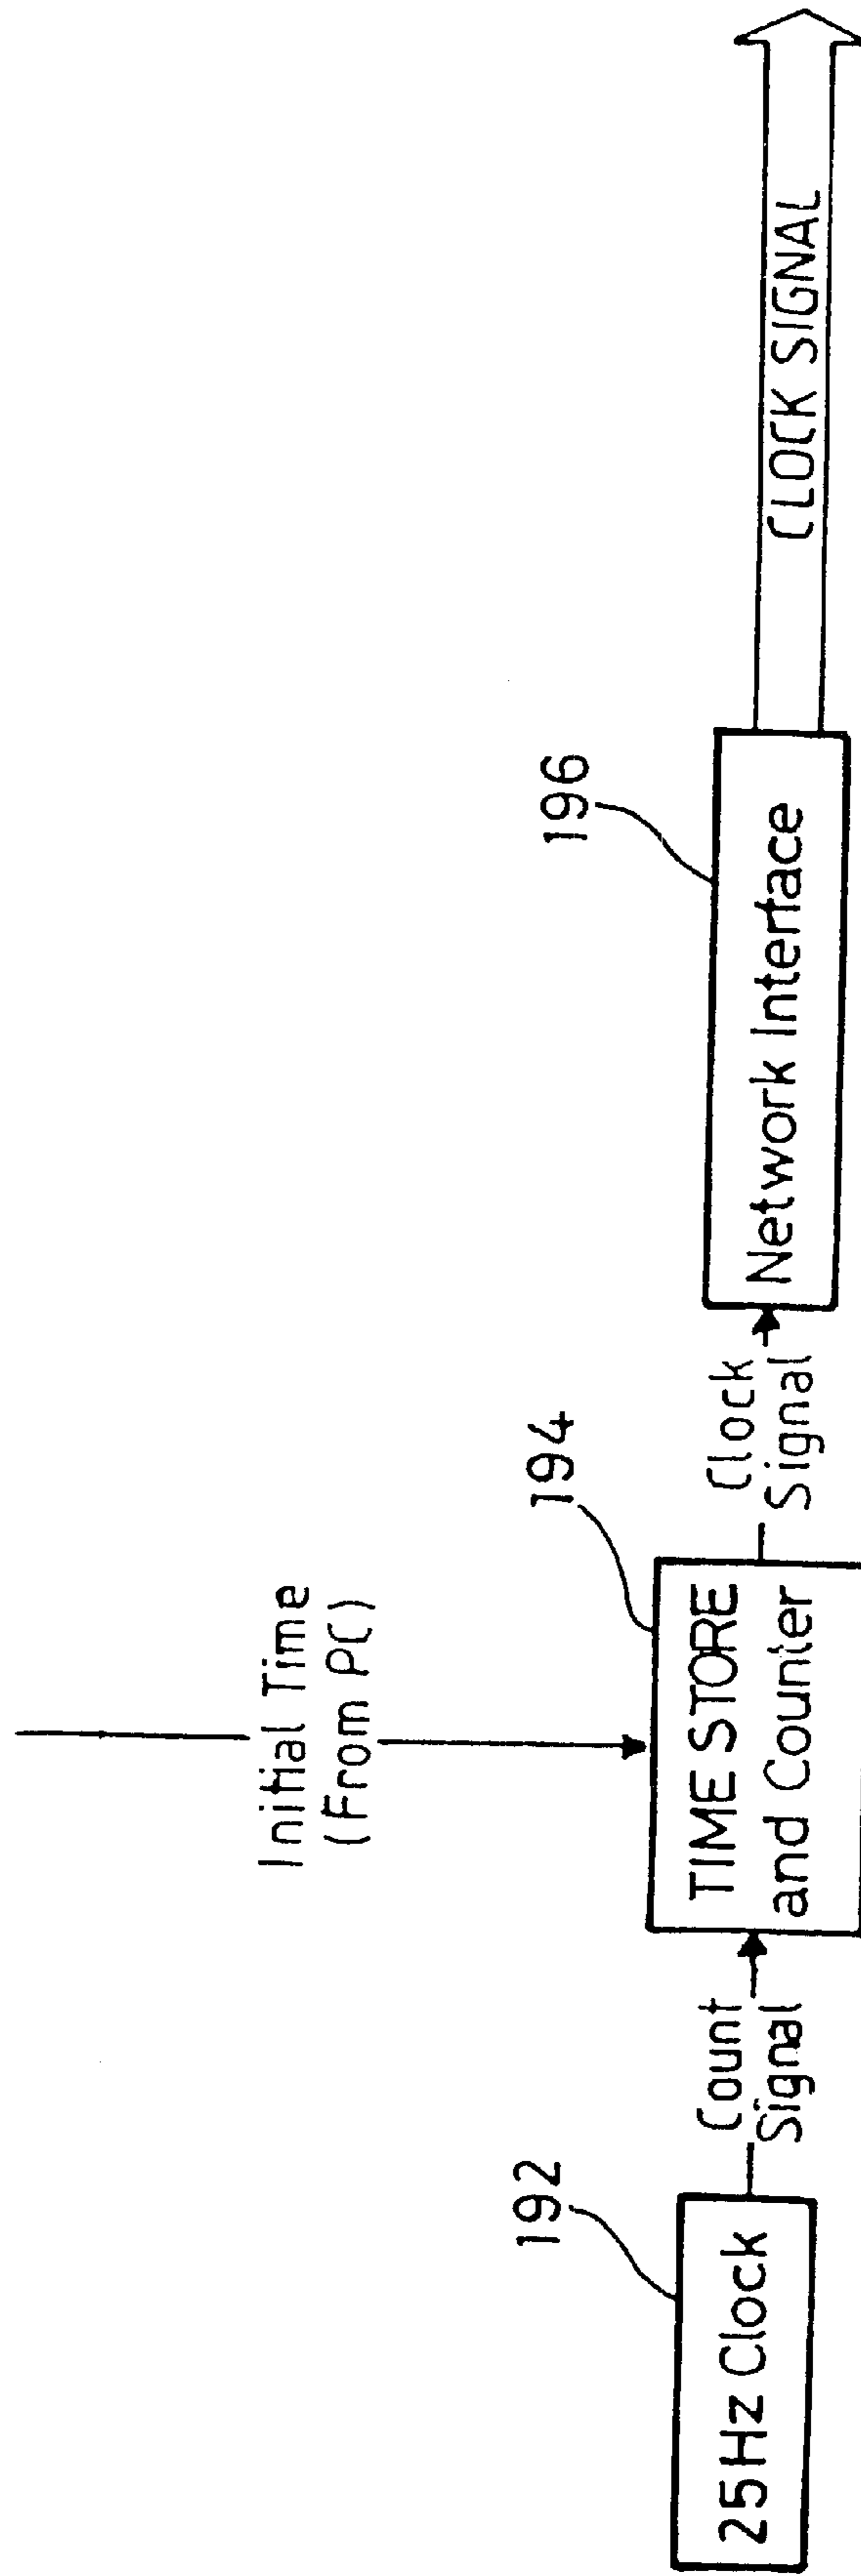 Initial Time
(From PC)
192
194
196
25Hz Clock
Count
Signal
TIME STORE
and Counter
Clock
Signal
Network Interface
CLOCK SIGNAL